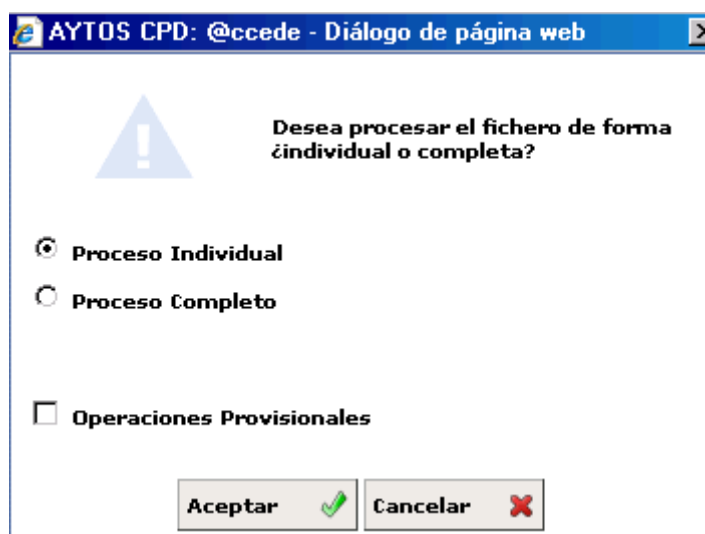 AYTOS CPD: @ccede - Diálogo de página web
Desea procesar el fichero de forma
¿individual o completa?
Proceso Individual
Proceso Completo
Operaciones Provisionales
Aceptar Cancelar